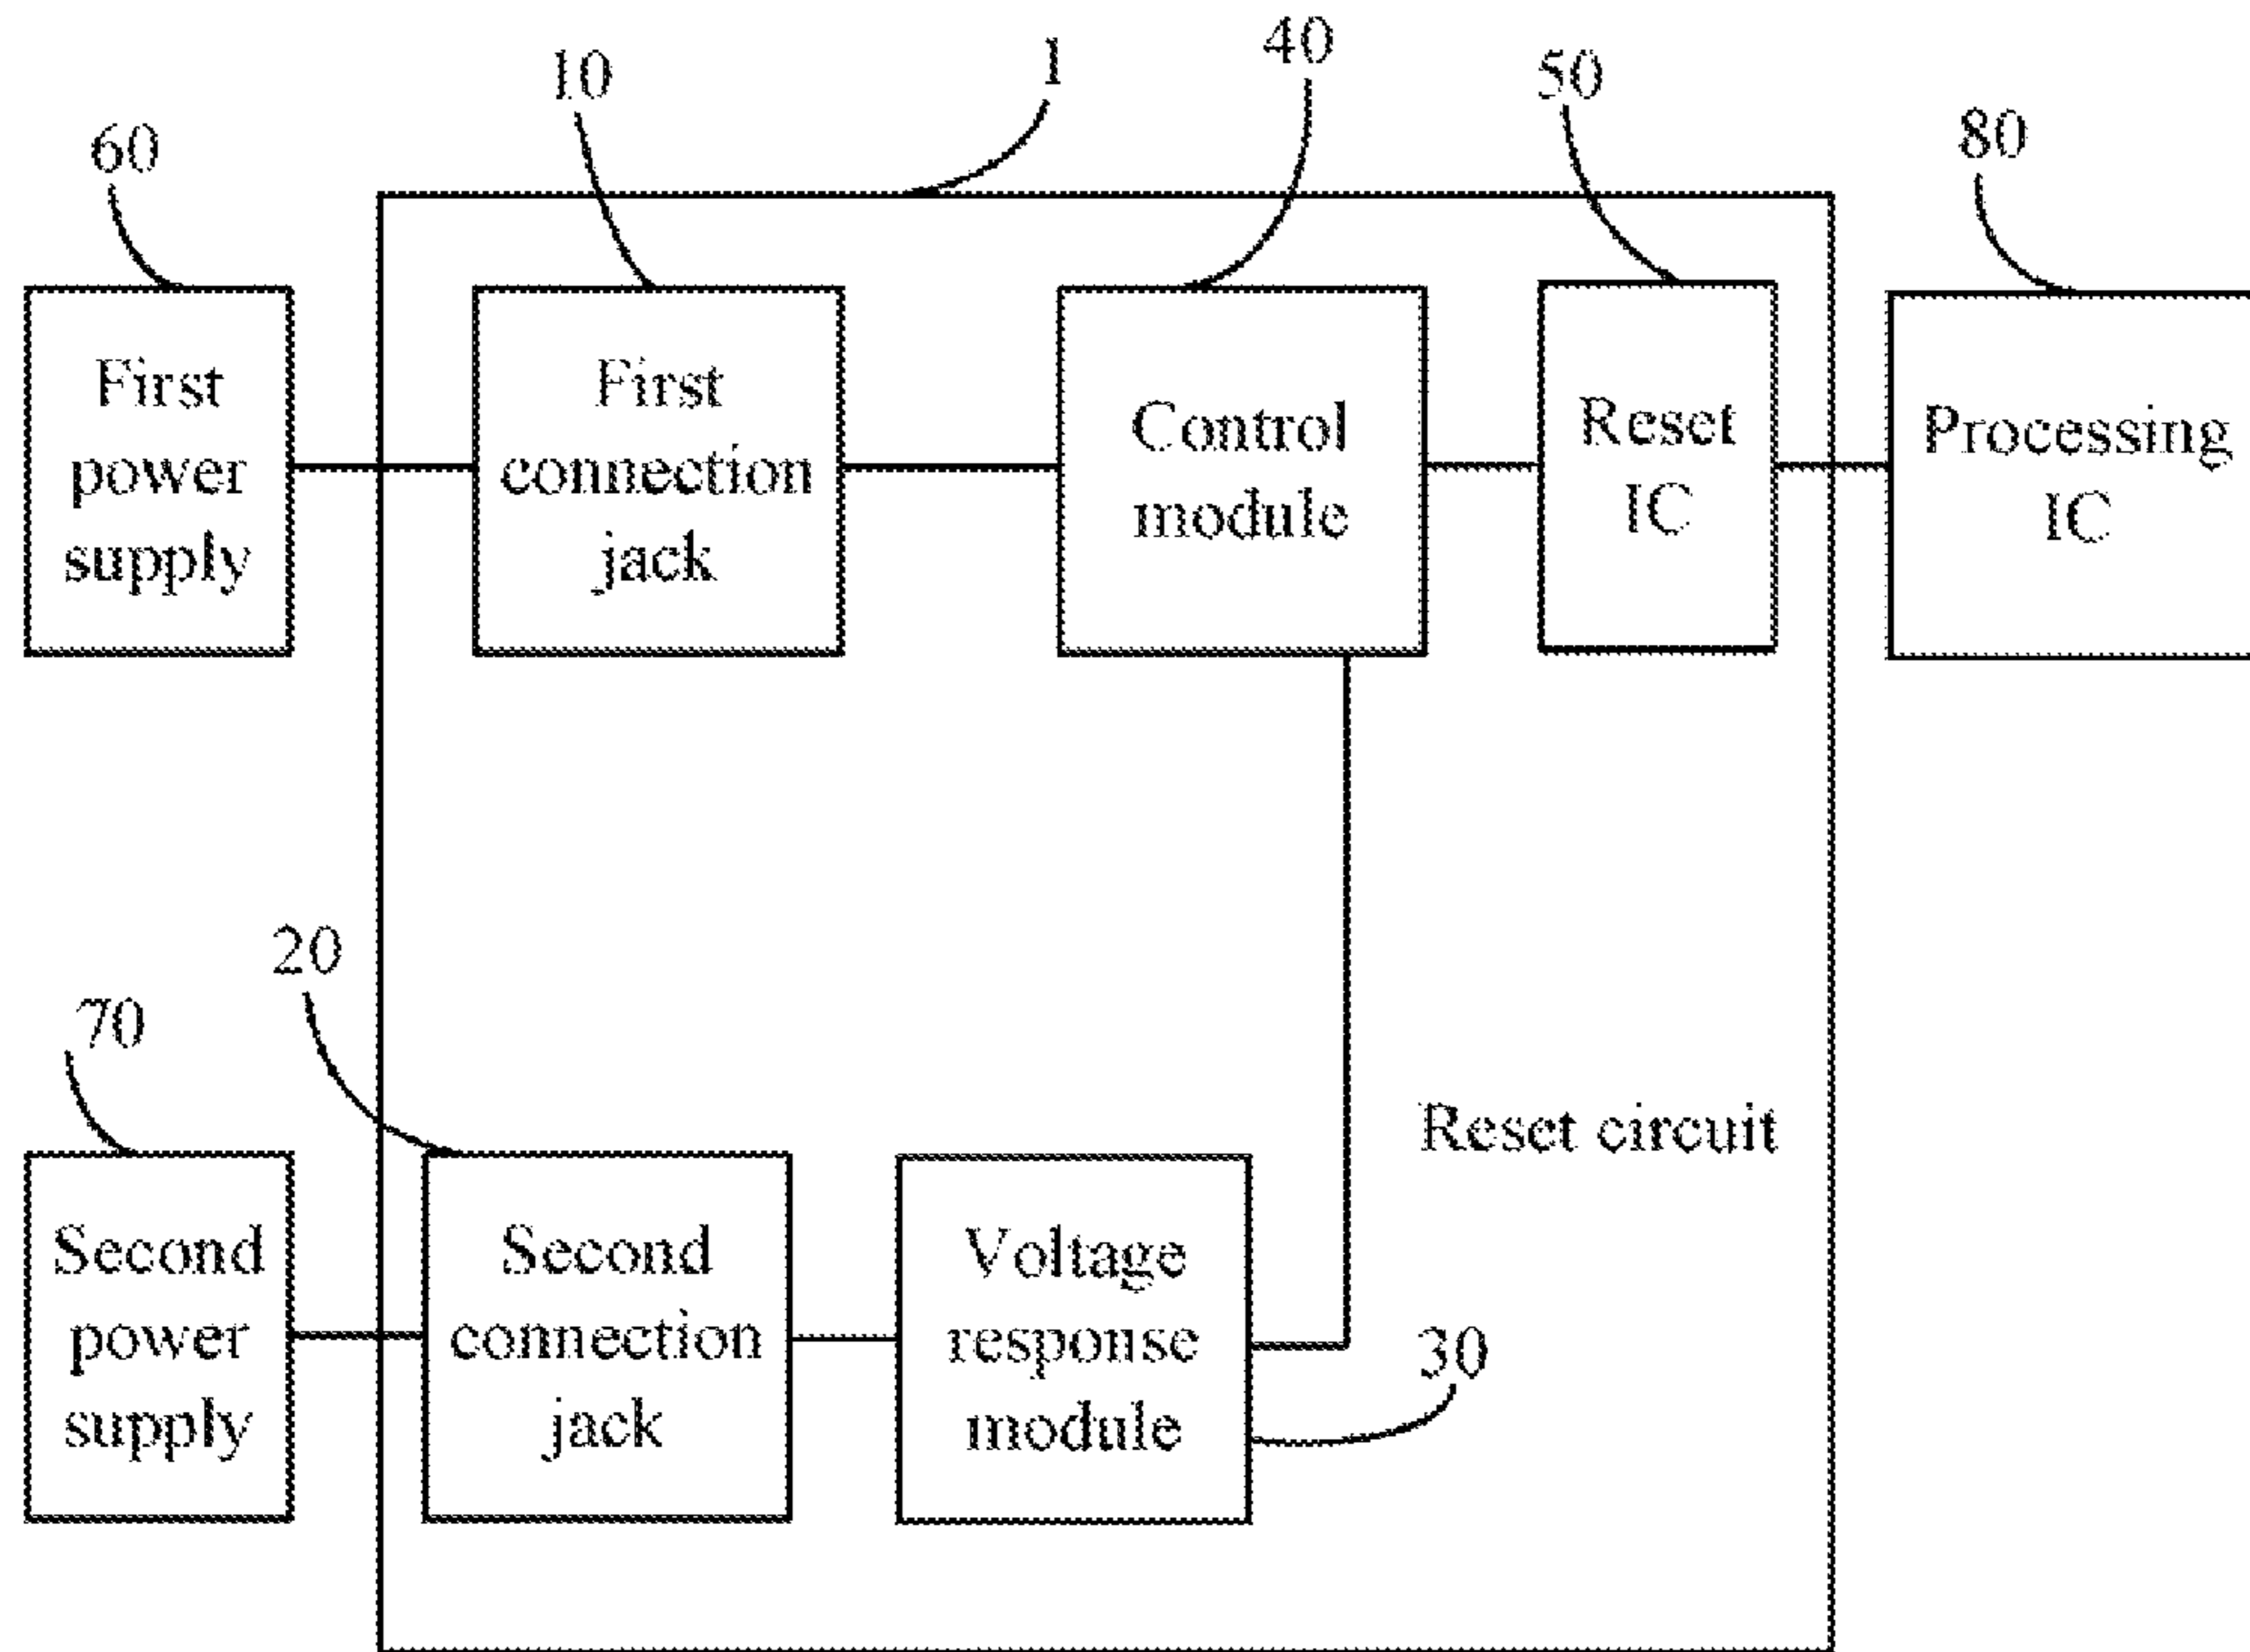 1
40
10
50
80
60
First
power
supply
First
connection
jack
Control
module
Reset
IC
Processing
IC
20
70
Reset circuit
Second
power
supply
Second
connection
jack
Voltage
response
module
30